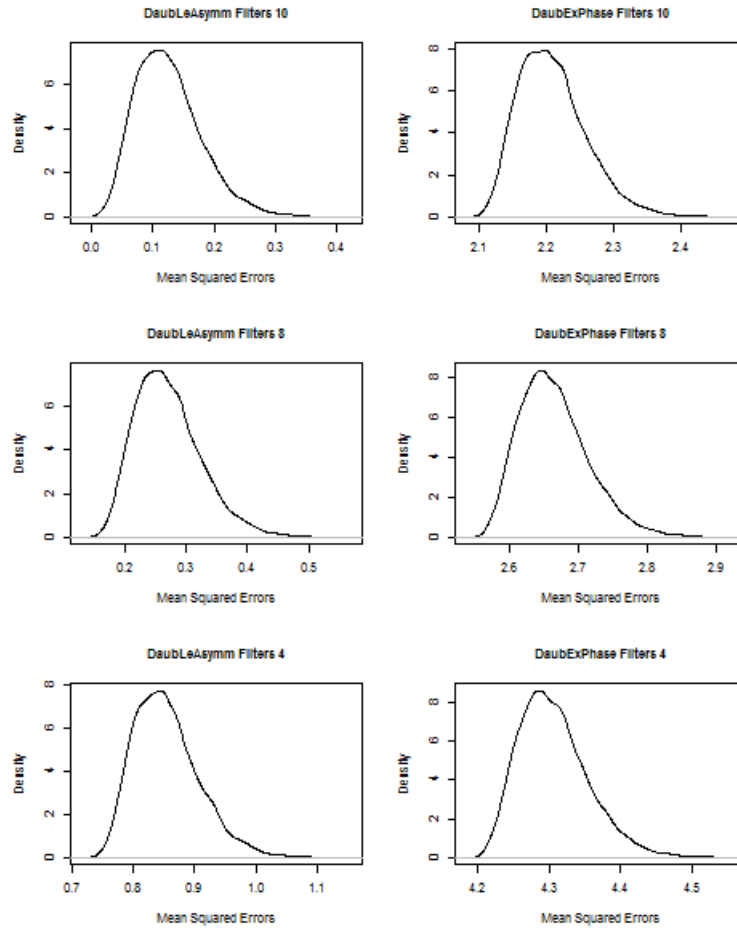 DaubLeAsymm Filters 10
Density
0 2 4 6
0.0 0.1 0.2 0.3 0.4
Mean Squared Errors
DaubExPhase Filters 10
Density
0 2 4 6 8
2.1 2.2 2.3 2.4
Mean Squared Errors
DaubLeAsymm Filters 8
Density
0 2 4 6
0.2 0.3 0.4 0.5
Mean Squared Errors
DaubExPhase Filters 8
Density
0 2 4 6 8
2.6 2.7 2.8 2.9
Mean Squared Errors
DaubLeAsymm Filters 4
Density
0 2 4 6 8
0.7 0.8 0.9 1.0 1.1
Mean Squared Errors
DaubExPhase Filters 4
Density
0 2 4 6 8
4.2 4.3 4.4 4.5
Mean Squared Errors